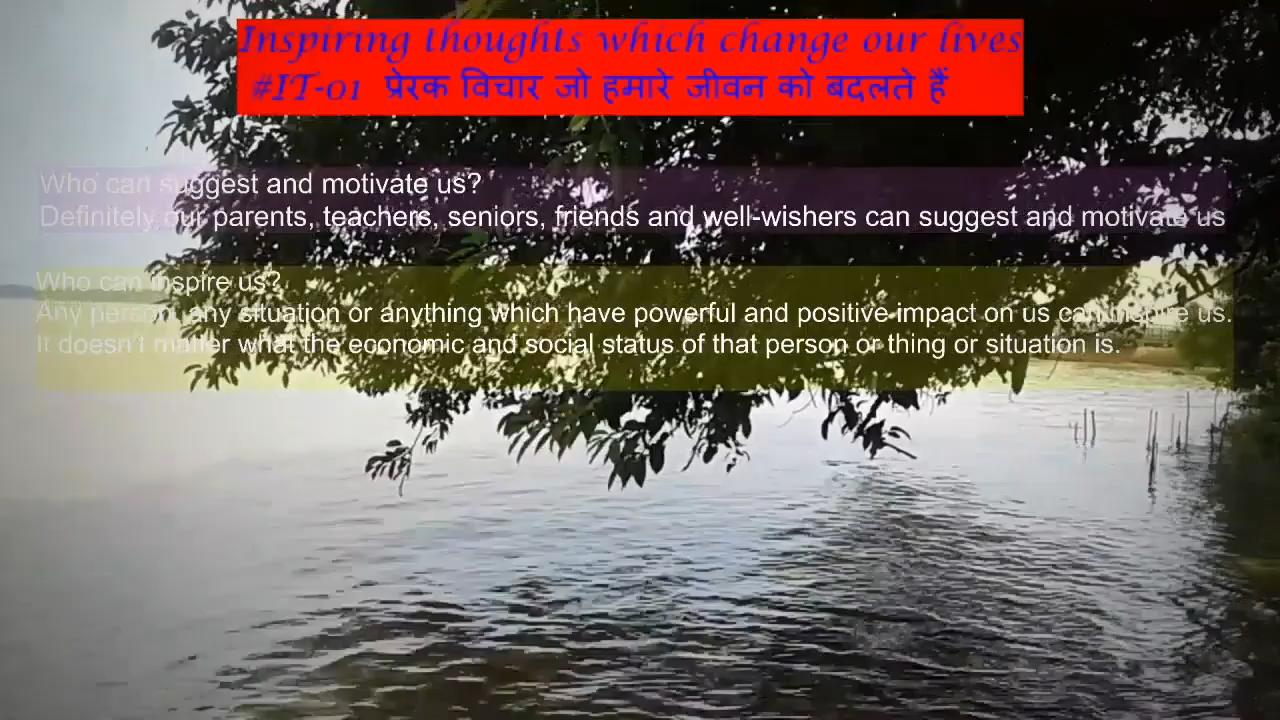 Inspiring thoughts which change our lives
#IT-01 प्रेरक विचार जो हमारे जीवन को बदलते हैं
Who can suggest and motivate us?
Definitely our parents, teachers, seniors, friends and well-wishers can suggest and motivate us
Who can inspire us?
Any person, any situation or anything which have powerful and positive impact on us can inspire us.
It doesn't matter what the economic and social status of that person or thing or situation is.